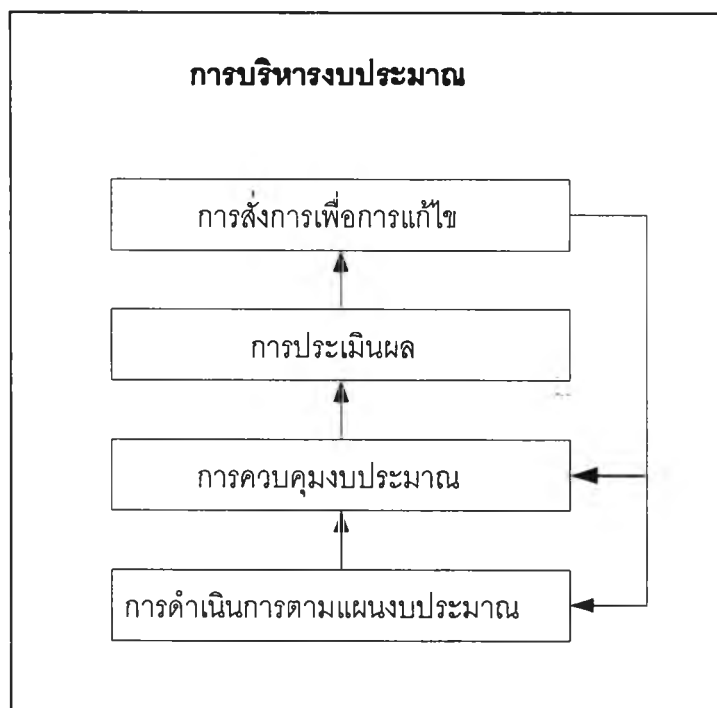 การบริหารงบประมาณ
การสั่งการเพื่อการแก้ไข
การประเมินผล
การควบคุมงบประมาณ
การดำเนินการตามแผนงบประมาณ